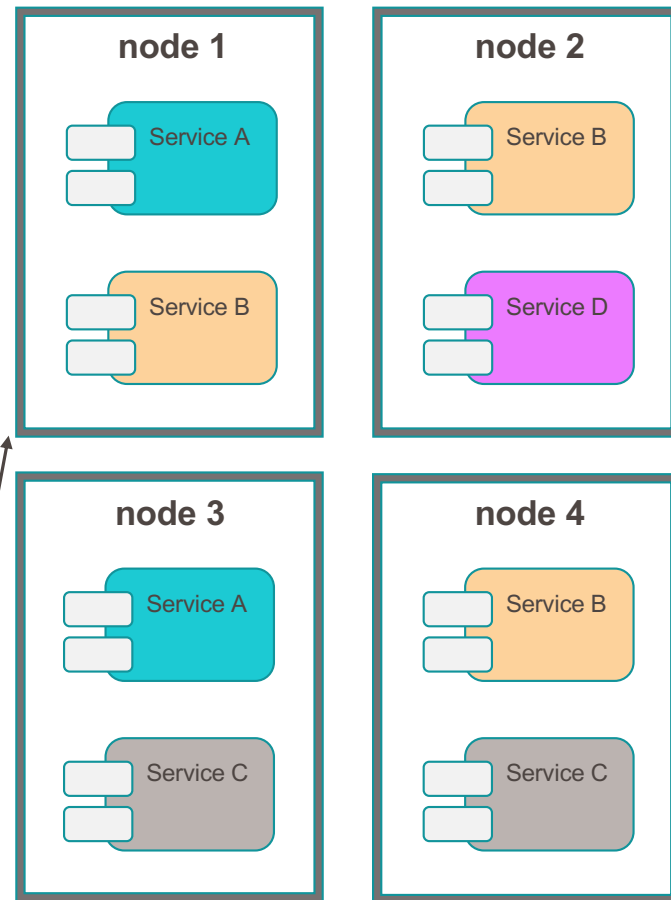 node 1
Service A
Service B
node 2
Service B
Service D
node 3
Service A
Service C
node 4
Service B
Service C